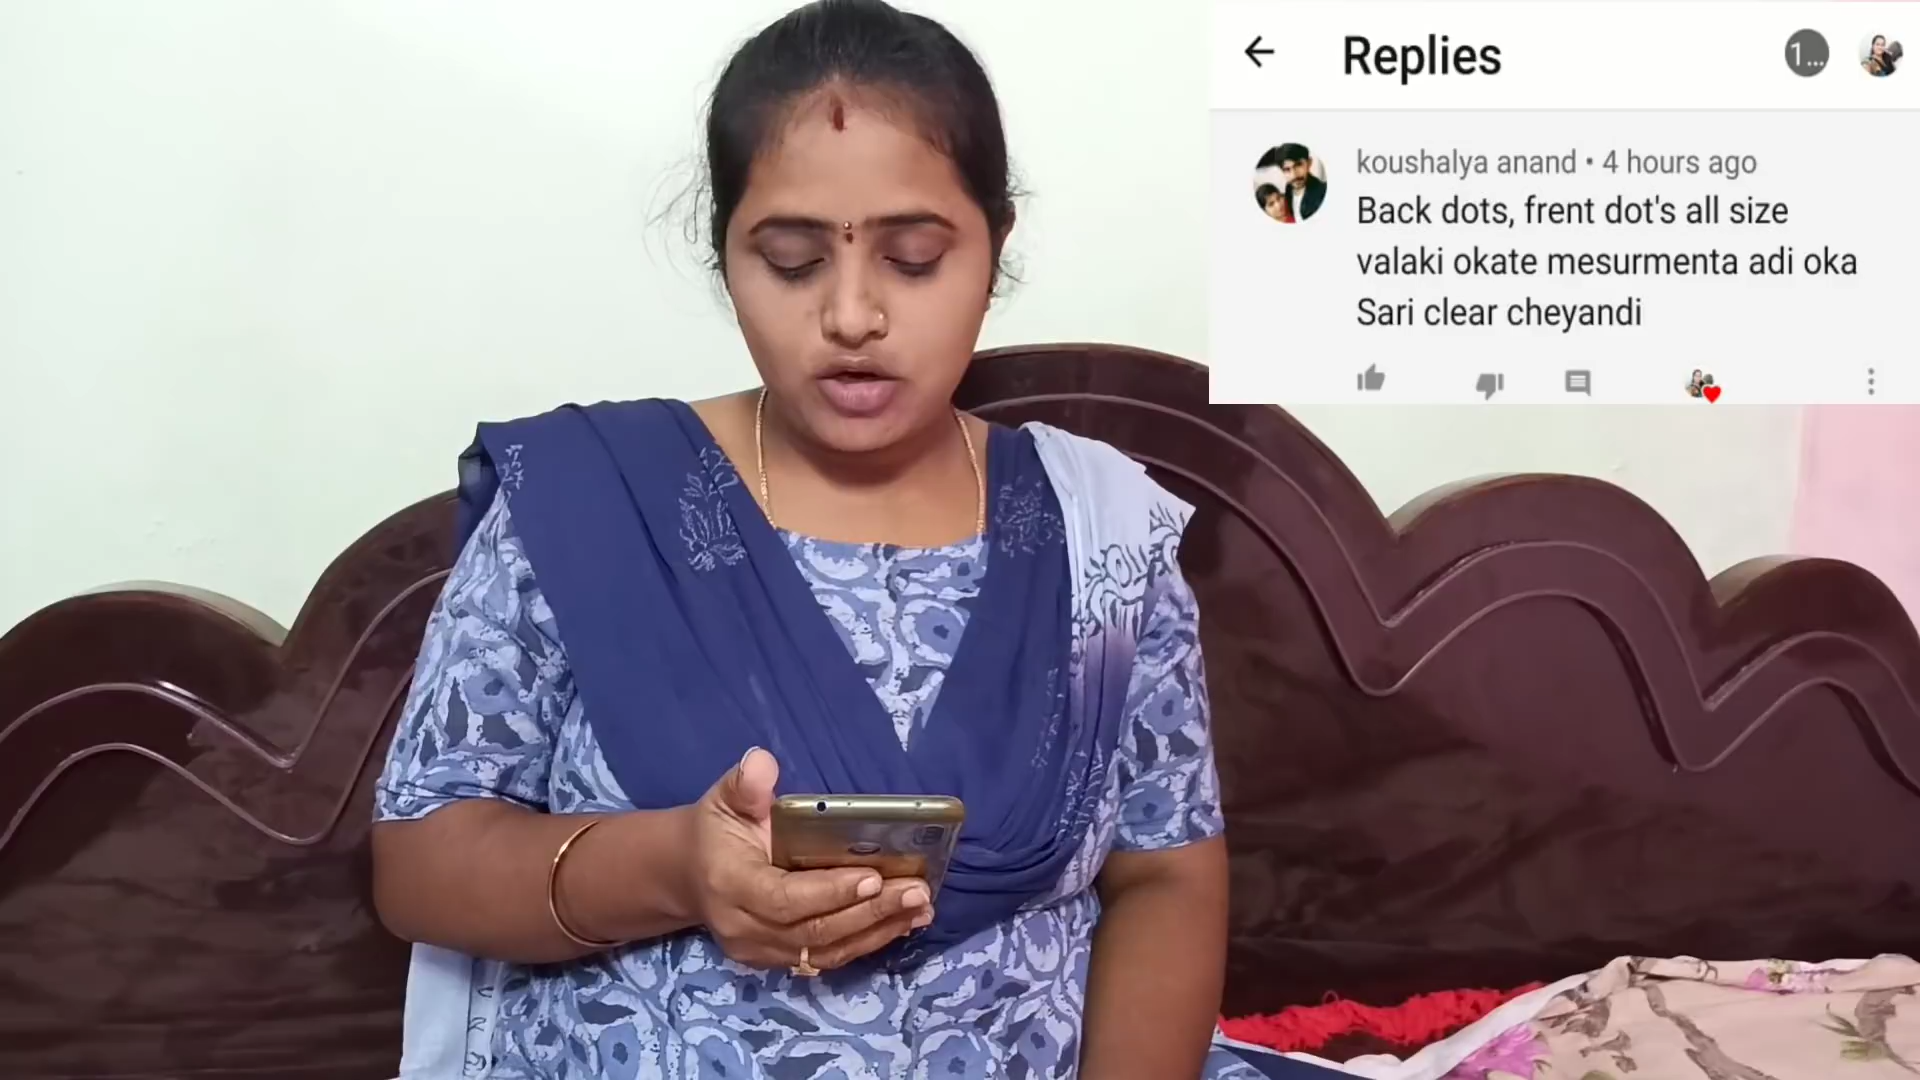 Replies
1...
koushalya anand • 4 hours ago
Back dots, frent dot's all size
valaki okate mesurmenta adi oka
Sari clear cheyandi